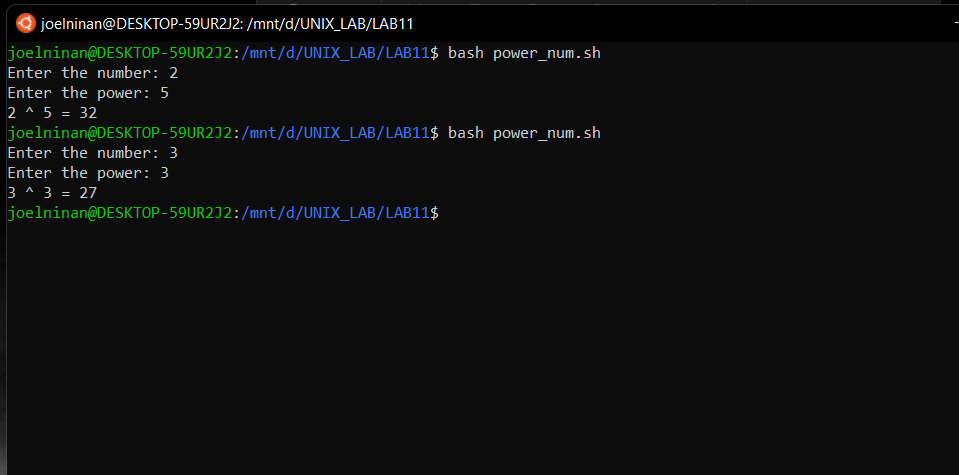 joelninan@DESKTOP-59UR2J2: /mnt/d/UNIX_LAB/LAB11
joelninan@DESKTOP-59UR2J2:/mnt/d/UNIX_LAB/LAB11$ bash power_num.sh
Enter the number: 2
Enter the power: 5
2 ^ 5 = 32
joelninan@DESKTOP-59UR2J2:/mnt/d/UNIX_LAB/LAB11$ bash power_num.sh
Enter the number: 3
Enter the power: 3
3 ^ 3 = 27
joelninan@DESKTOP-59UR2J2:/mnt/d/UNIX_LAB/LAB11$